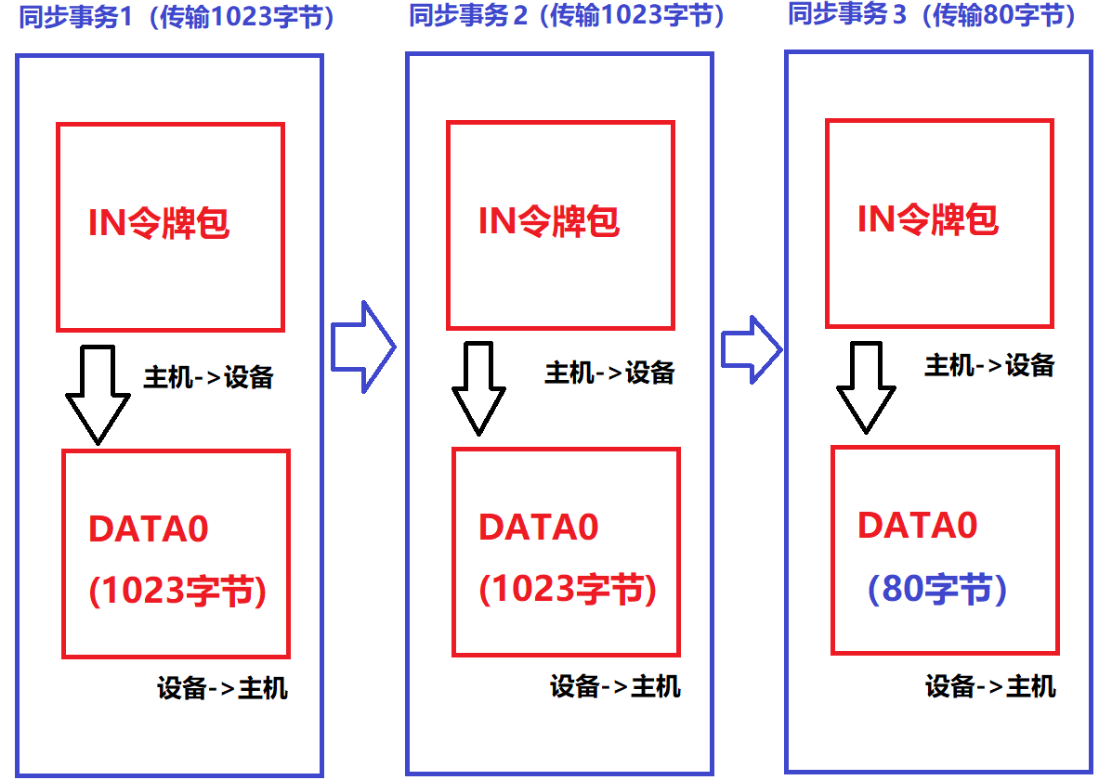 同步事务1（传输1023字节）
IN令牌包
主机->设备
DATA0
(1023字节)
设备->主机
同步事务2（传输1023字节）
IN令牌包
主机->设备
DATA0
(1023字节)
设备->主机
同步事务3（传输80字节）
IN令牌包
主机->设备
DATA0
（80字节）
设备->主机